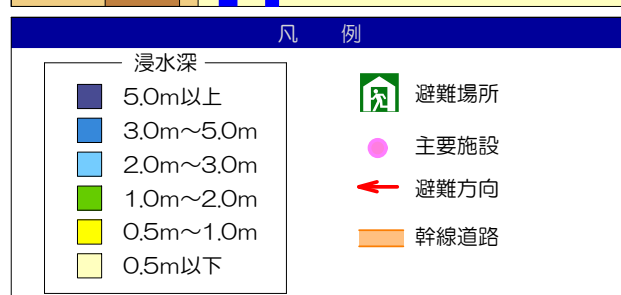 凡 例
浸水深
5.0m以上
3.0m～5.0m
2.0m～3.0m
1.0m～2.0m
0.5m～1.0m
0.5m以下
避難場所
主要施設
避難方向
幹線道路